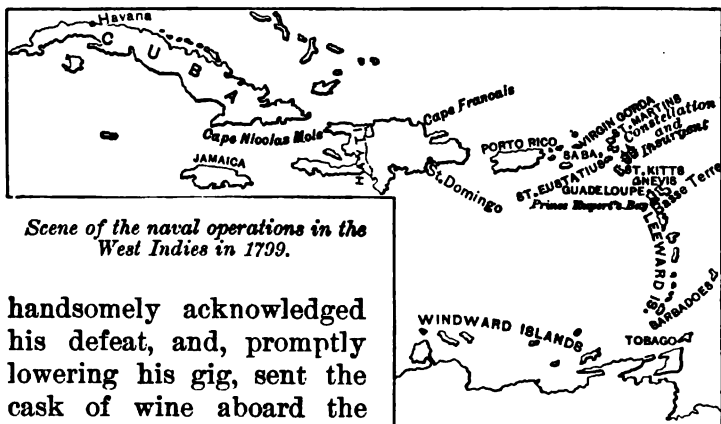 Havana
CUBA
Cape Nicolas Mole
JAMAICA
Cape Francais
St. Domingo
PORTO RICO
VIRGIN GORDA
ST. MARTINS
Constellation
and
Insurgent
SABA
ST. EUSTATIUS
ST. KITTS
NEVIS
GUADELOUPE
Basse Terre
Prince Rupert's Bay
LEEWARD IS.
BARBADOES
TOBAGO
WINDWARD ISLANDS
Scene of the naval operations in the
West Indies in 1799.
handsomely acknowledged
his defeat, and, promptly
lowering his gig, sent the
cask of wine aboard the